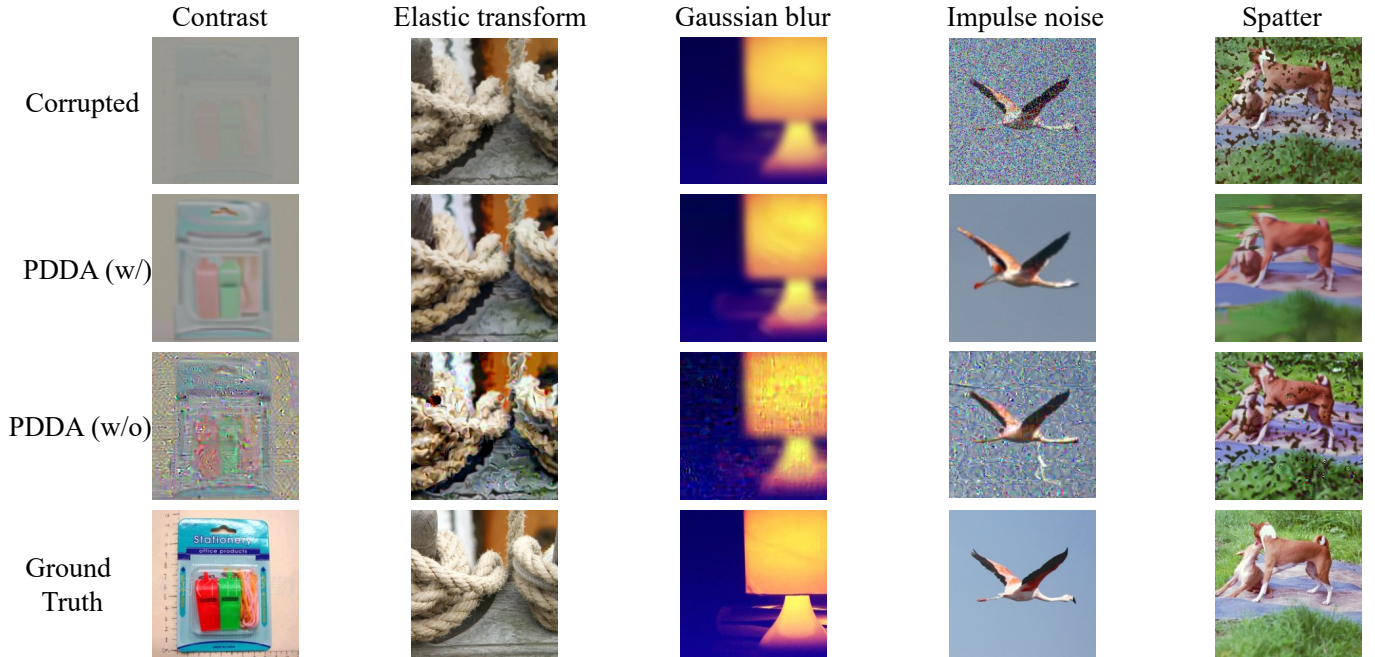 Contrast Elastic transform Gaussian blur Impulse noise Spatter
Corrupted
PDDA (w/)
PDDA (w/o)
Ground
Truth
Stationery
office products